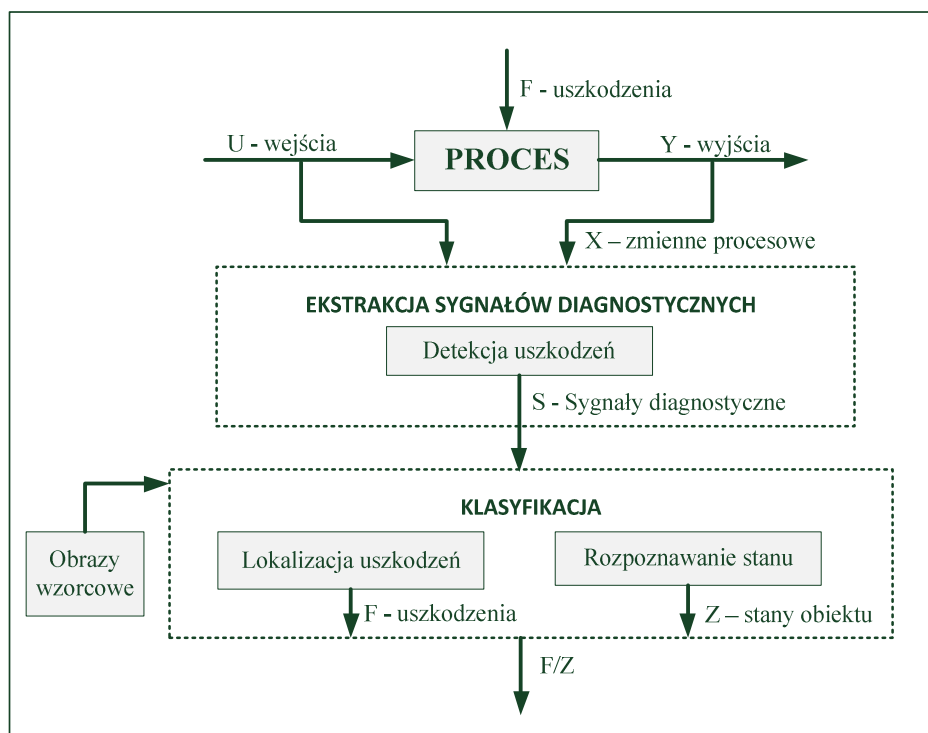 F - uszkodzenia
U - wejścia
PROCES
Y - wyjścia
X – zmienne procesowe
EKSTRAKCJA SYGNAŁÓW DIAGNOSTYCZNYCH
Detekcja uszkodzeń
S - Sygnały diagnostyczne
KLASYFIKACJA
Obrazy
wzorcowe
Lokalizacja uszkodzeń
Rozpoznawanie stanu
F - uszkodzenia
Z – stany obiektu
F/Z